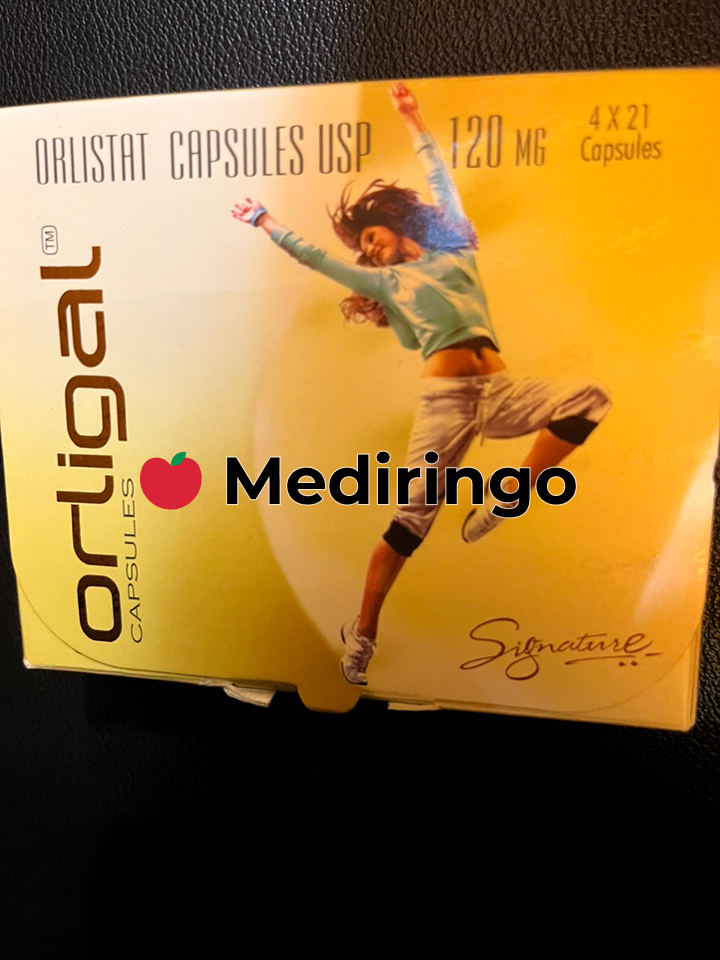 ORLISTAT CAPSULES USP 120 MG
4 X 21
Capsules
orligal™
CAPSULES
Mediringo
Signature